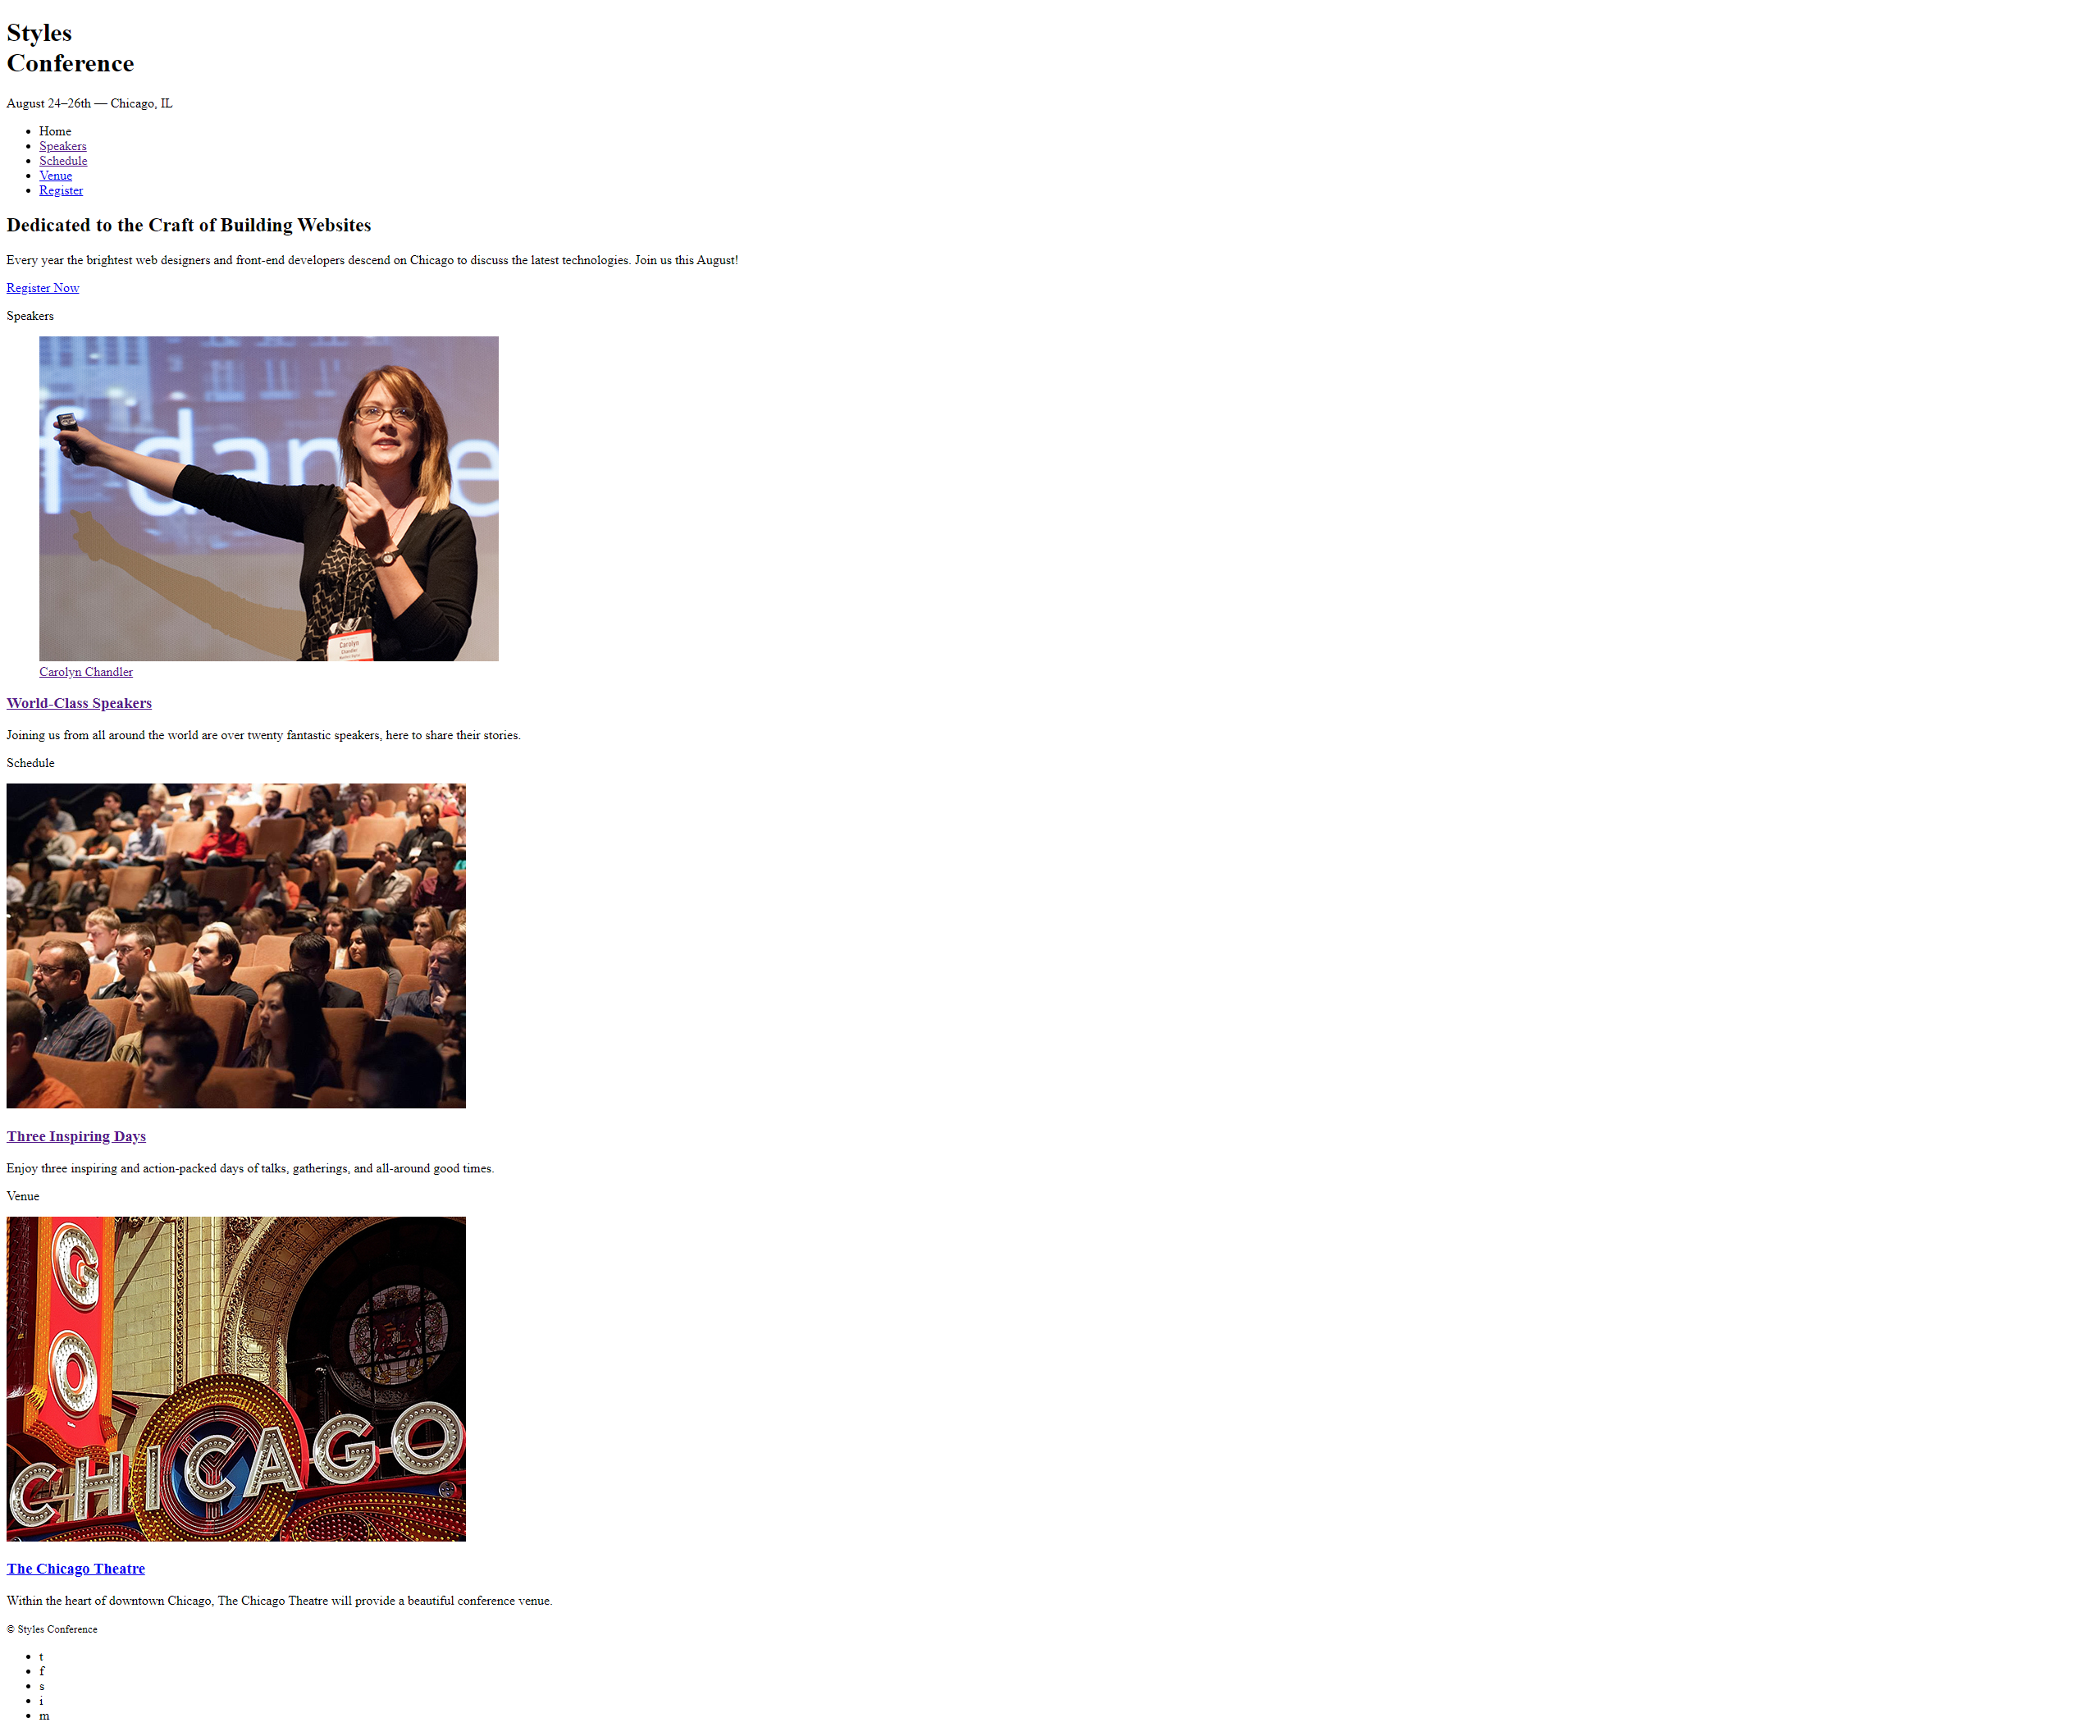 Styles
Conference
August 24–26th — Chicago, IL
Home
Speakers
Schedule
Venue
Register
Dedicated to the Craft of Building Websites
Every year the brightest web designers and front-end developers descend on Chicago to discuss the latest technologies. Join us this August!
Register Now
Speakers
f dan e
Carolyn
Chandler
Carolyn Chandler
World-Class Speakers
Joining us from all around the world are over twenty fantastic speakers, here to share their stories.
Schedule
Three Inspiring Days
Enjoy three inspiring and action-packed days of talks, gatherings, and all-around good times.
Venue
G
O
CHICAGO
The Chicago Theatre
Within the heart of downtown Chicago, The Chicago Theatre will provide a beautiful conference venue.
© Styles Conference
t
f
s
i
m